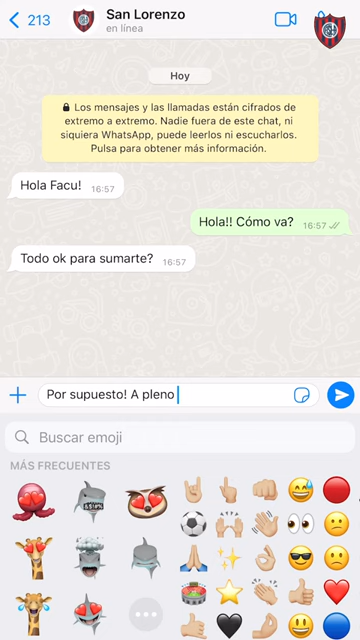 213
San Lorenzo
en línea
Hoy
Los mensajes y las llamadas están cifrados de
extremo a extremo. Nadie fuera de este chat, ni
siquiera WhatsApp, puede leerlos ni escucharlos.
Pulsa para obtener más información.
Hola Facu! 16:57
Hola!! Cómo va? 16:57
Todo ok para sumarte? 16:57
Por supuesto! A pleno
Buscar emoji
MÁS FRECUENTES